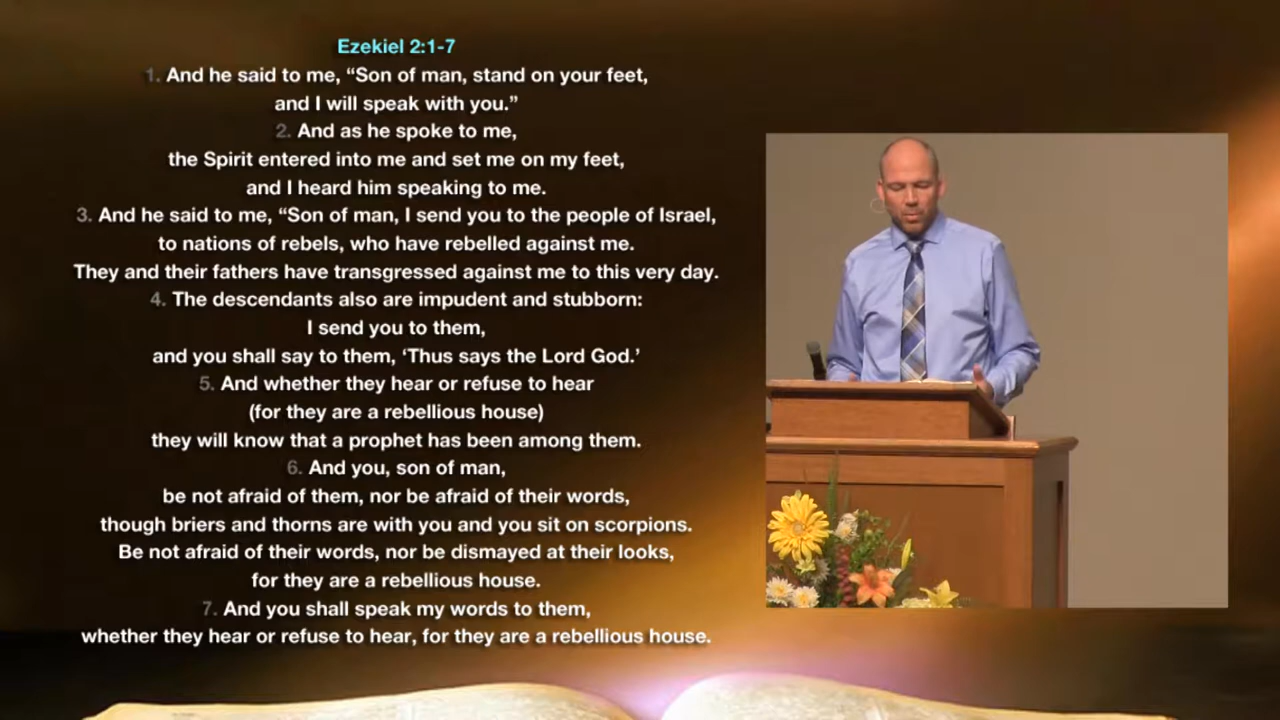 Ezekiel 2:1-7
1. And he said to me, “Son of man, stand on your feet,
and I will speak with you.”
2. And as he spoke to me,
the Spirit entered into me and set me on my feet,
and I heard him speaking to me.
3. And he said to me, “Son of man, I send you to the people of Israel,
to nations of rebels, who have rebelled against me.
They and their fathers have transgressed against me to this very day.
4. The descendants also are impudent and stubborn:
I send you to them,
and you shall say to them, ‘Thus says the Lord God.’
5. And whether they hear or refuse to hear
(for they are a rebellious house)
they will know that a prophet has been among them.
6. And you, son of man,
be not afraid of them, nor be afraid of their words,
though briers and thorns are with you and you sit on scorpions.
Be not afraid of their words, nor be dismayed at their looks,
for they are a rebellious house.
7. And you shall speak my words to them,
whether they hear or refuse to hear, for they are a rebellious house.